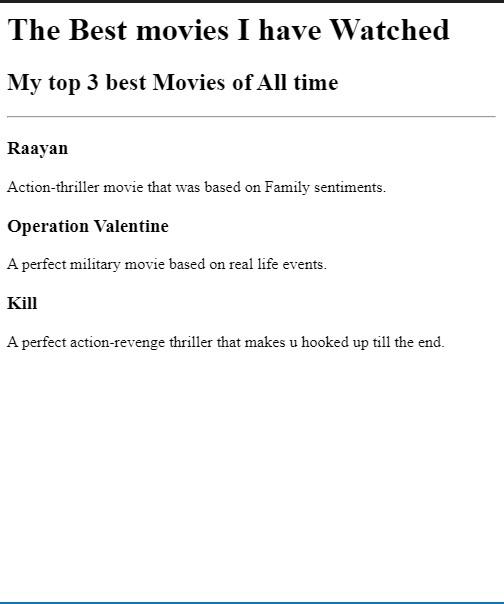 The Best movies I have Watched
My top 3 best Movies of All time
Raayan
Action-thriller movie that was based on Family sentiments.
Operation Valentine
A perfect military movie based on real life events.
Kill
A perfect action-revenge thriller that makes u hooked up till the end.